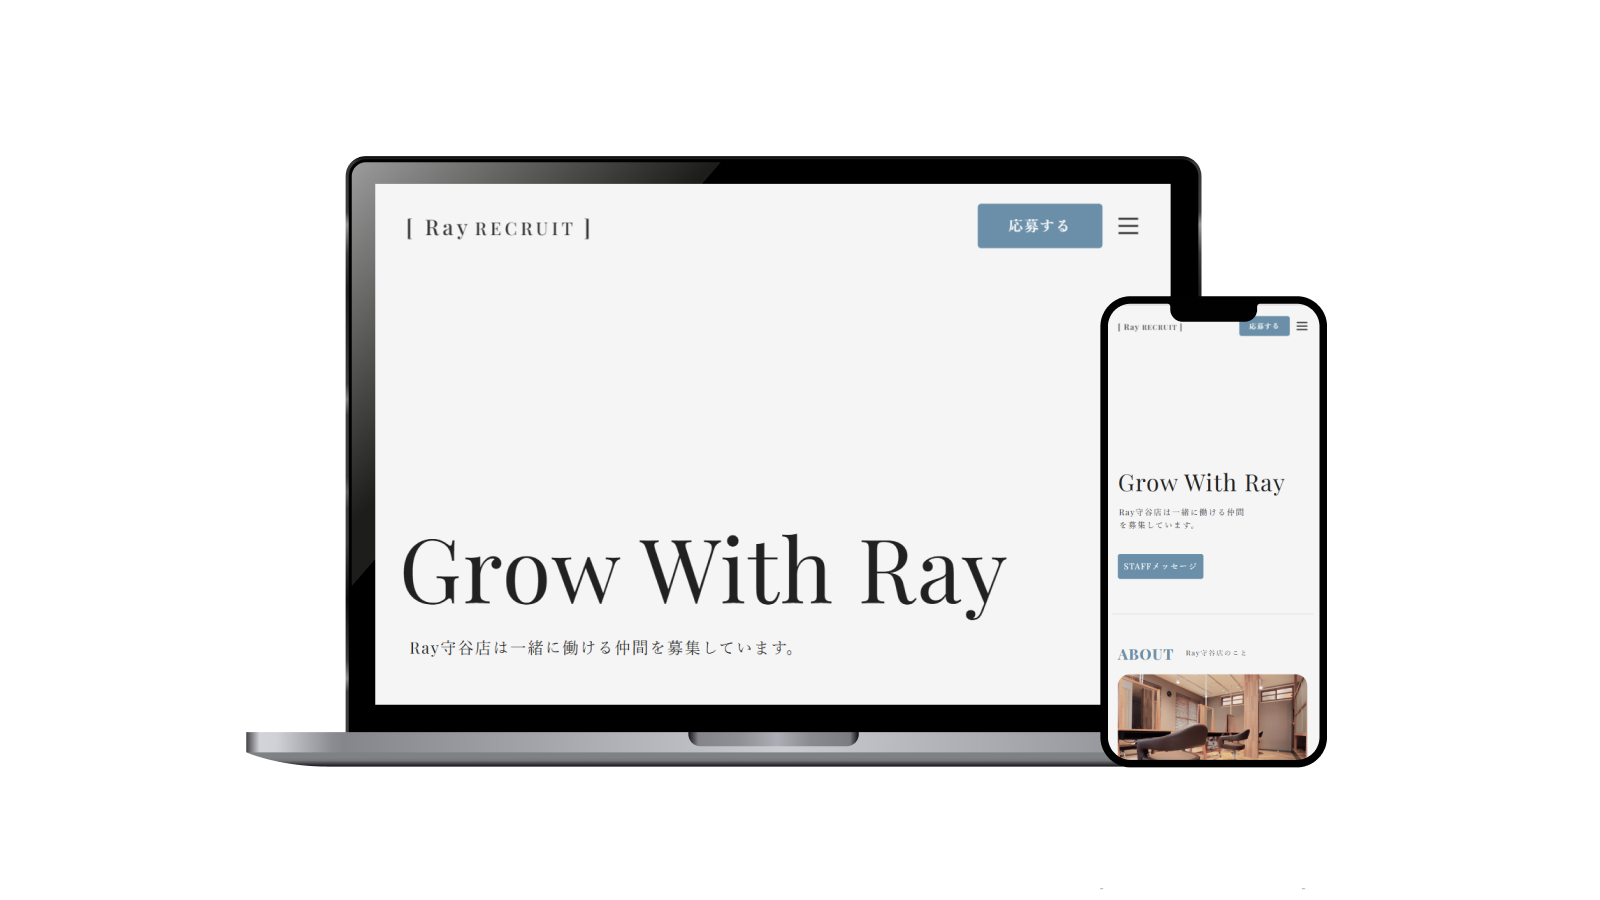 [ Ray RECRUIT ]
応募する
Grow With Ray
Ray守谷店は一緒に働ける仲間を募集しています。
[ Ray RECRUIT ]
応募する
Grow With Ray
Ray守谷店は一緒に働ける仲間
を募集しています。
STAFFメッセージ
ABOUT Ray守谷店のこと